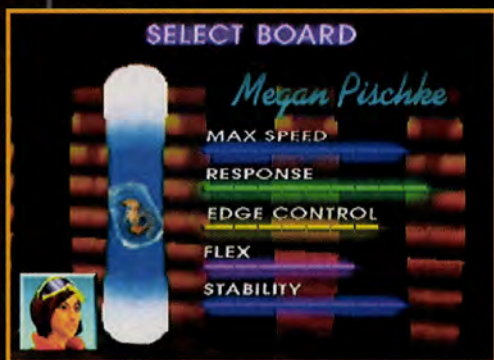 SELECT BOARD
Megan Pischke
MAX SPEED
RESPONSE
EDGE CONTROL
FLEX
STABILITY